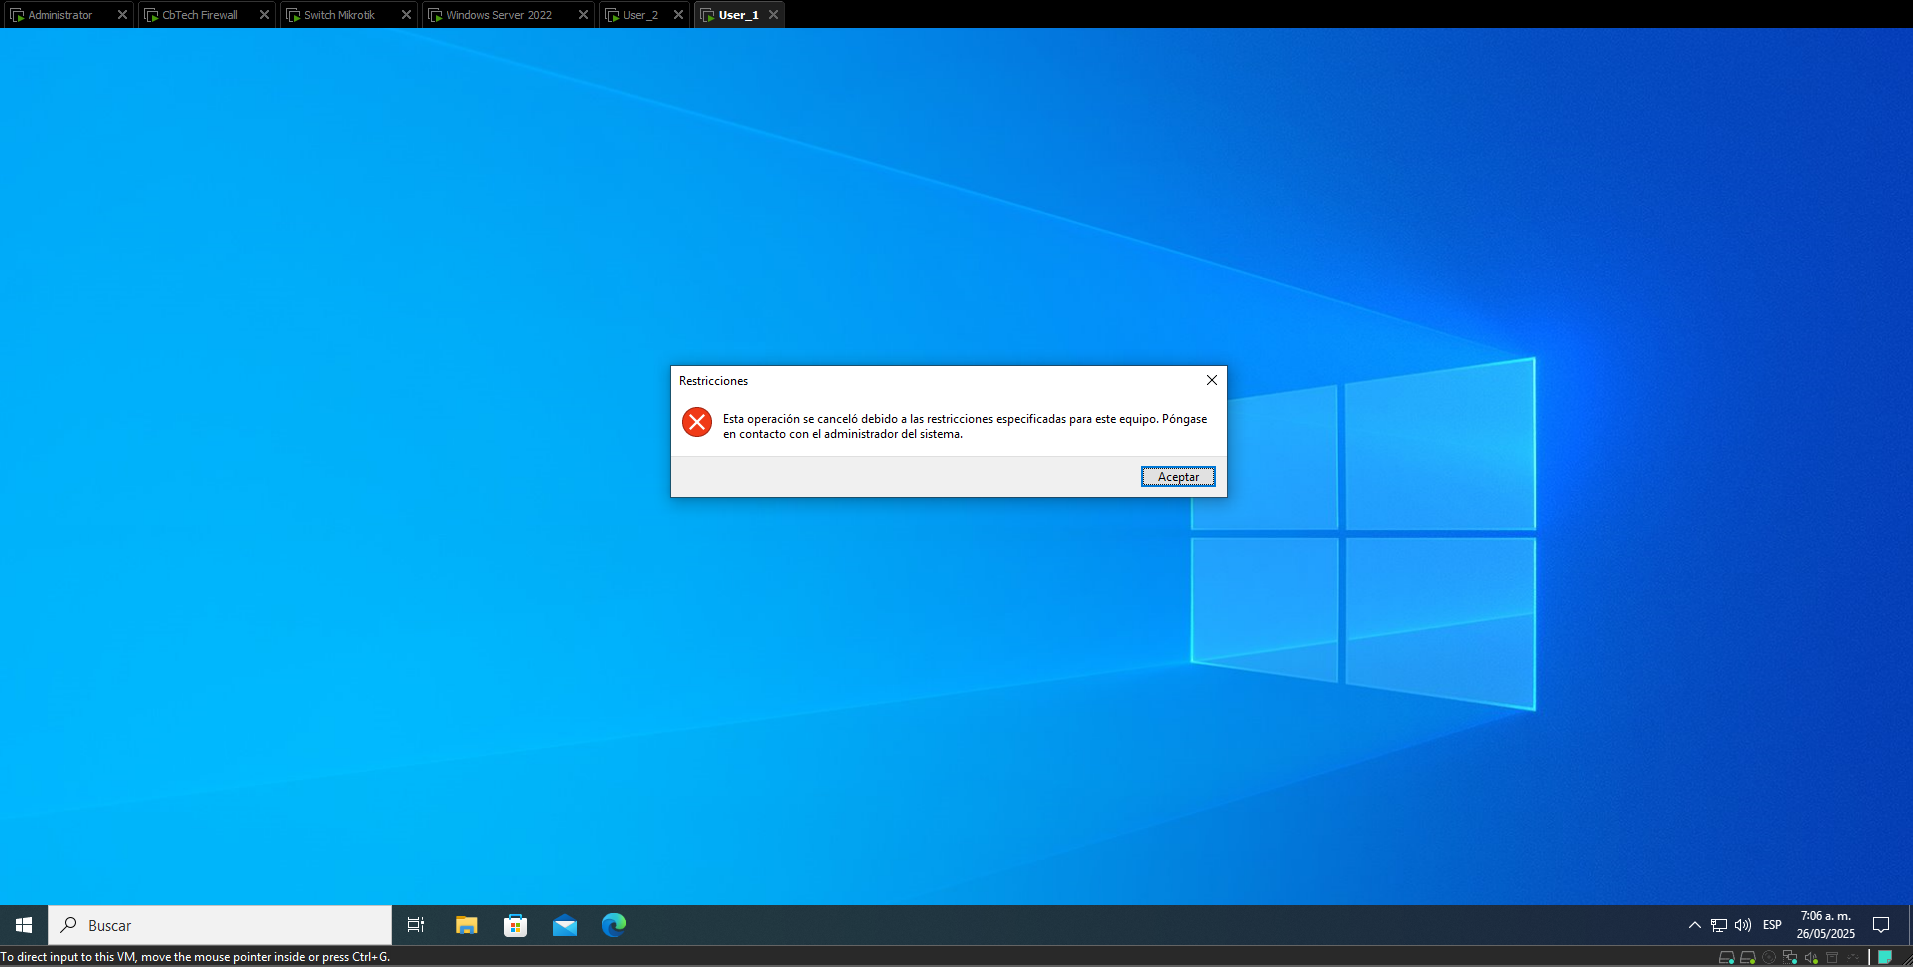 Administrator
CbTech Firewall
Switch Mikrotik
Windows Server 2022
User_2
User_1
Restricciones
Esta operación se canceló debido a las restricciones especificadas para este equipo. Póngase
en contacto con el administrador del sistema.
Aceptar
Buscar
ESP
7:06 a. m.
26/05/2025
To direct input to this VM, move the mouse pointer inside or press Ctrl+G.